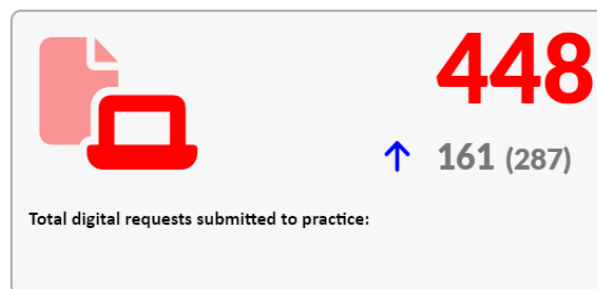 448
↑ 161 (287)
Total digital requests submitted to practice: